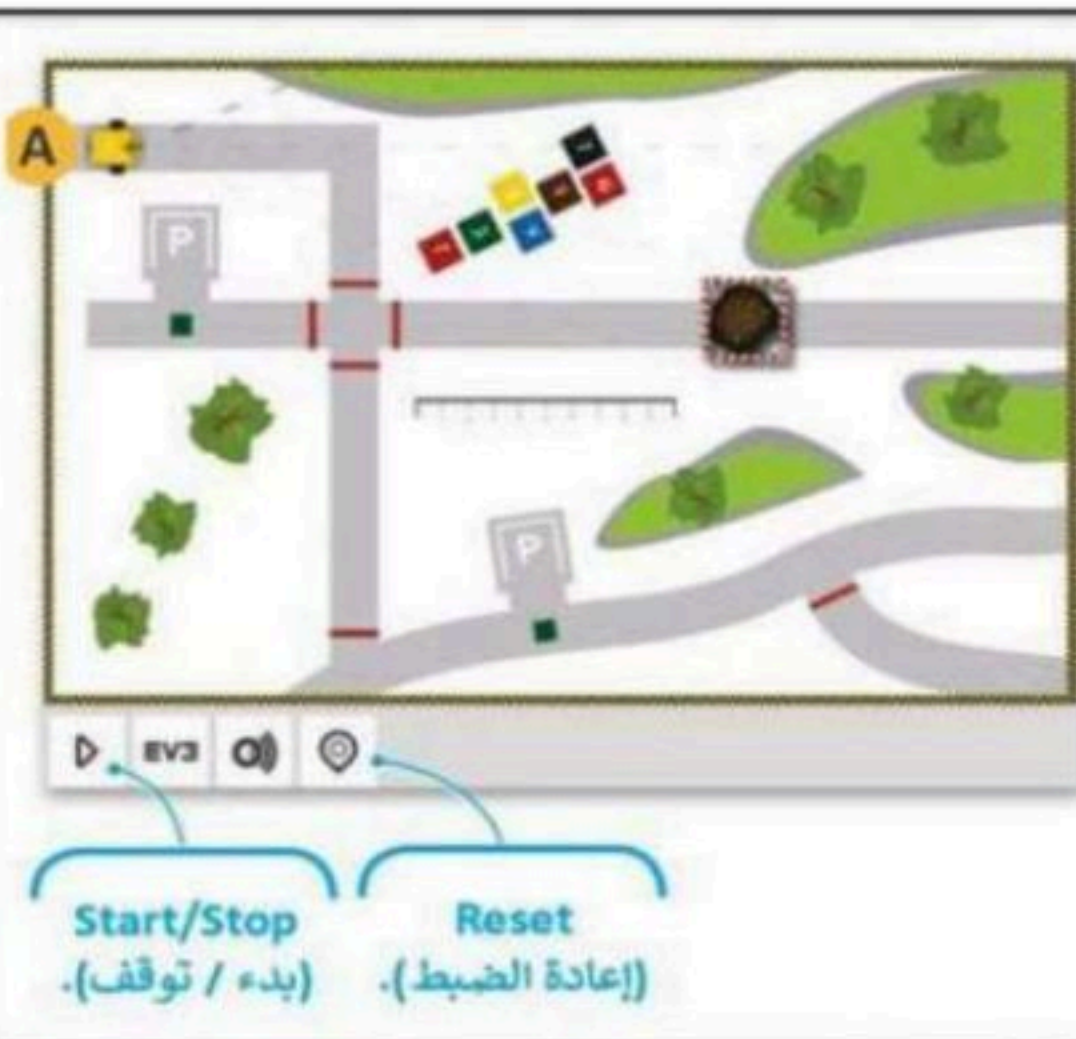 A
P
P
EV3
Start/Stop
(بدء / توقف).
Reset
(إعادة الضبط).